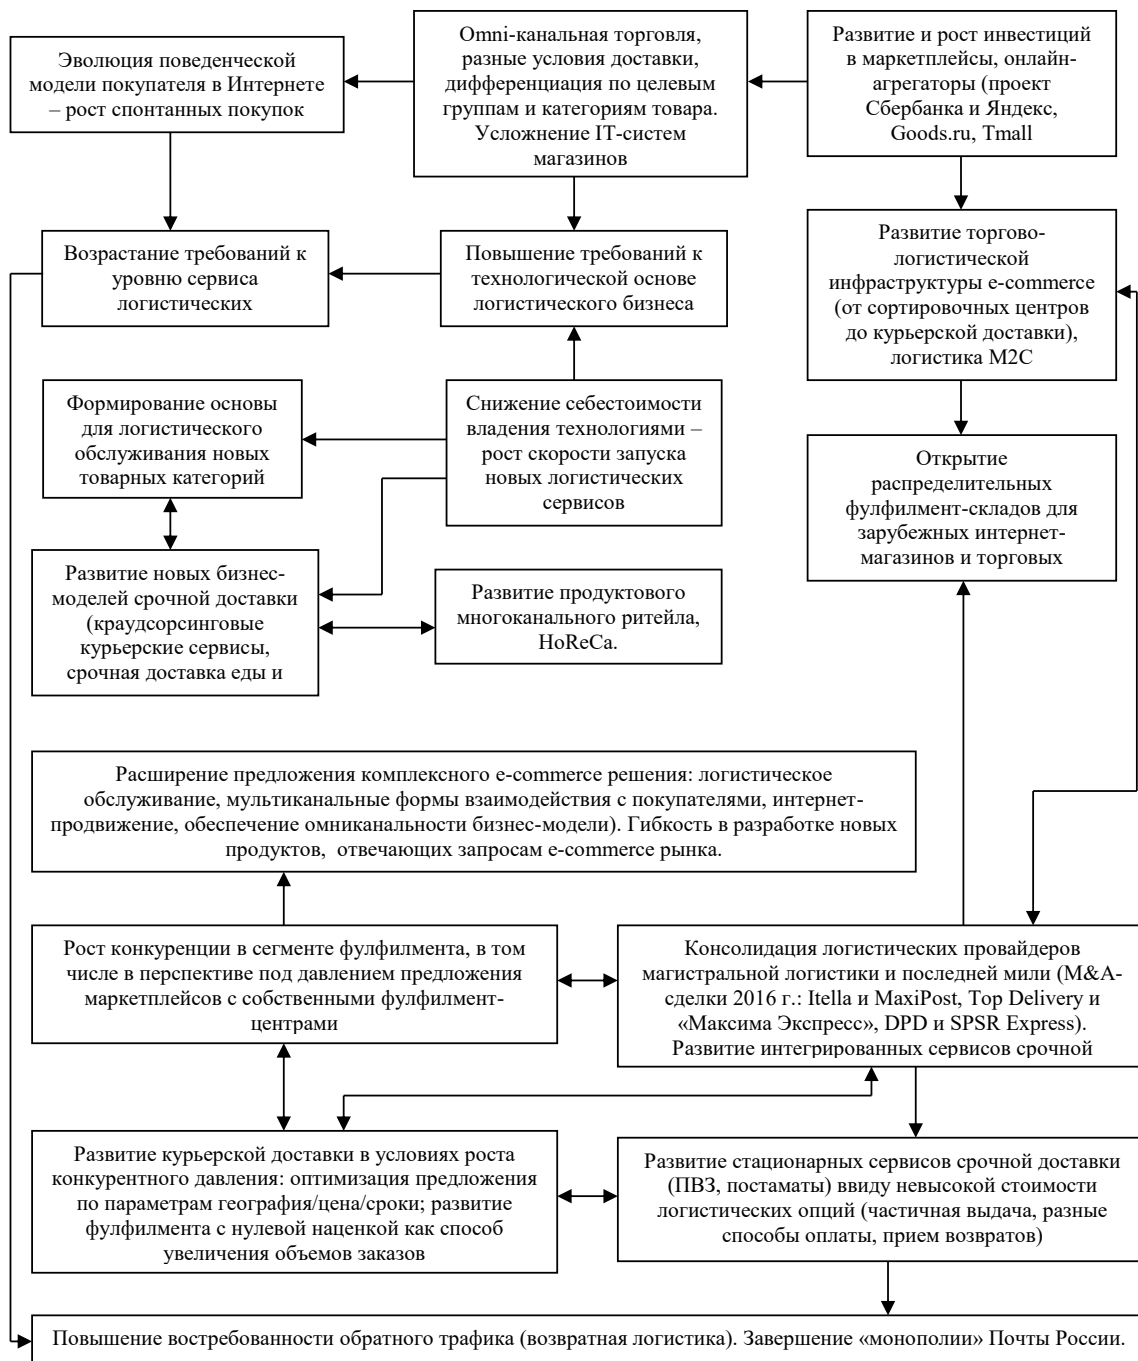 Эволюция поведенческой
модели покупателя в Интернете
– рост спонтанных покупок
Omni-канальная торговля,
разные условия доставки,
дифференциация по целевым
группам и категориям товара.
Усложнение IT-систем
магазинов
Развитие и рост инвестиций
в маркетплейсы, онлайн-
агрегаторы (проект
Сбербанка и Яндекс,
Goods.ru, Tmall
Возрастание требований к
уровню сервиса
логистических
Повышение требований к
технологической основе
логистического бизнеса
Развитие торгово-
логистической
инфраструктуры e-commerce
(от сортировочных центров
до курьерской доставки),
логистика M2C
Формирование основы
для логистического
обслуживания новых
товарных категорий
Снижение себестоимости
владения технологиями –
рост скорости запуска
новых логистических
сервисов
Открытие
распределительных
фулфилмент-складов для
зарубежных интернет-
магазинов и торговых
Развитие новых бизнес-
моделей срочной доставки
(краудсорсинговые
курьерские сервисы,
срочная доставка еды и
Развитие продуктового
многоканального ритейла,
HoReCa.
Расширение предложения комплексного e-commerce решения: логистическое
обслуживание, мультиканальные формы взаимодействия с покупателями, интернет-
продвижение, обеспечение омниканальности бизнес-модели). Гибкость в разработке новых
продуктов, отвечающих запросам e-commerce рынка.
Рост конкуренции в сегменте фулфилмента, в том
числе в перспективе под давлением предложения
маркетплейсов с собственными фулфилмент-
центрами
Консолидация логистических провайдеров
магистральной логистики и последней мили (M&A-
сделки 2016 г.: Itella и MaxiPost, Top Delivery и
«Максима Экспресс», DPD и SPSR Express).
Развитие интегрированных сервисов срочной
Развитие курьерской доставки в условиях роста
конкурентного давления: оптимизация предложения
по параметрам география/цена/сроки; развитие
фулфилмента с нулевой наценкой как способ
увеличения объемов заказов
Развитие стационарных сервисов срочной доставки
(ПВЗ, постаматы) ввиду невысокой стоимости
логистических опций (частичная выдача, разные
способы оплаты, прием возвратов)
Повышение востребованности обратного трафика (возвратная логистика). Завершение «монополии» Почты России.